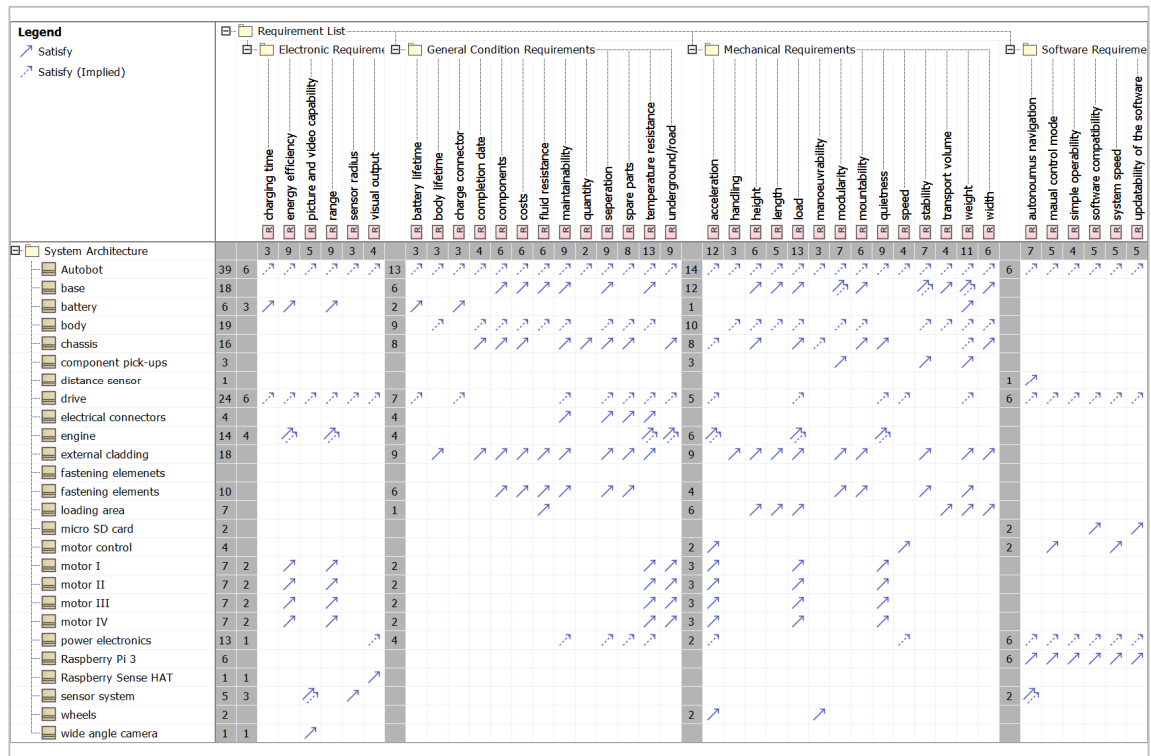 Legend
Satisfy
Satisfy (Implied)
Requirement List
Electronic Requireme
General Condition Requirements
Mechanical Requirements
Software Requireme
charging time
energy efficiency
picture and video capability
range
sensor radius
visual output
battery lifetime
body lifetime
charge connector
completion date
components
costs
fluid resistance
maintainability
quantity
seperation
spare parts
temperature resistance
underground/road
acceleration
handling
height
length
load
manoeuvrability
modularity
mountability
quietness
speed
stability
transport volume
weight
width
autonoumus navigation
maual control mode
simple operability
software compatibility
system speed
updatability of the software
R R R R R R R R R R R R R R R R R R R R R R R R R R R R R R R R R R R R R R R
System Architecture 3 9 5 9 3 4 3 3 3 4 6 6 6 9 2 9 8 13 9 12 3 6 5 13 3 7 6 9 4 7 4 11 6 7 5 4 5 5 5
Autobot 39 6 13 14 6
base 18 6 12
battery 6 3 2 1
body 19 9 10
chassis 16 8 8
component pick-ups 3 3
distance sensor 1 1
drive 24 6 7 5 6
electrical connectors 4 4
engine 14 4 4 6
external cladding 18 9 9
fastening elemenets
fastening elements 10 6 4
loading area 7 1 6
micro SD card 2 2
motor control 4 2 2
motor I 7 2 2 3
motor II 7 2 2 3
motor III 7 2 2 3
motor IV 7 2 2 3
power electronics 13 1 4 2 6
Raspberry Pi 3 6 6
Raspberry Sense HAT 1 1
sensor system 5 3 2
wheels 2 2
wide angle camera 1 1